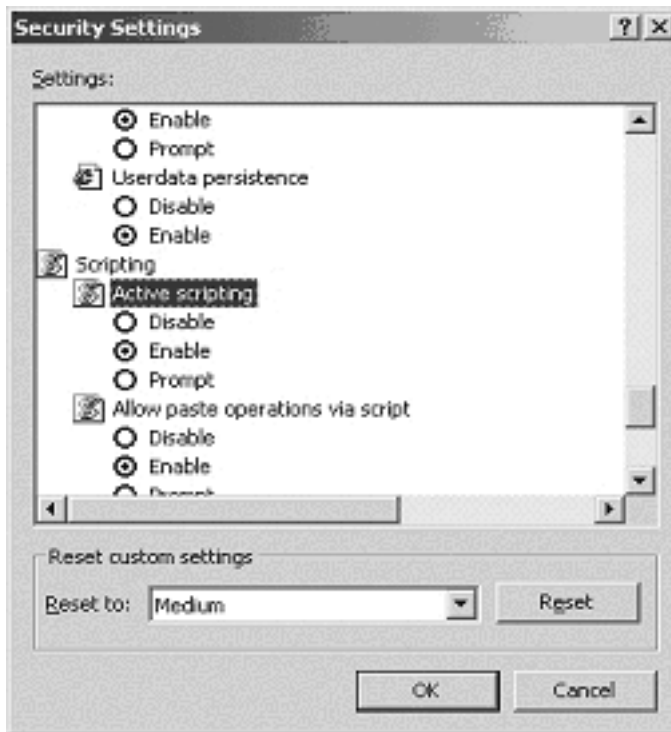 Security Settings
Settings:
Enable
Prompt
Userdata persistence
Disable
Enable
Scripting
Active scripting
Disable
Enable
Prompt
Allow paste operations via script
Disable
Enable
Prompt
Reset custom settings
Reset to: Medium Reset
OK Cancel